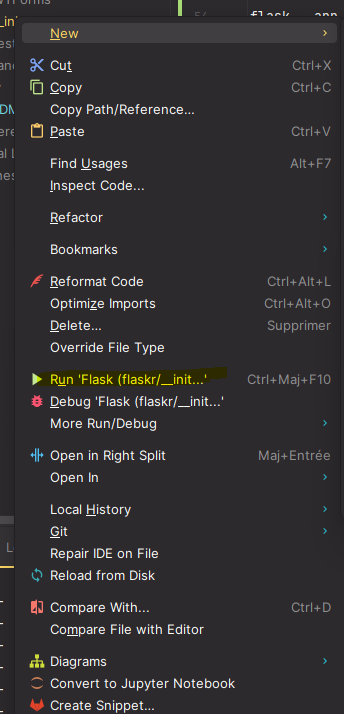 54 flask
New
Cut Ctrl+X
Copy Ctrl+C
Copy Path/Reference...
Paste Ctrl+V
Find Usages Alt+F7
Inspect Code...
Refactor
Bookmarks
Reformat Code Ctrl+Alt+L
Optimize Imports Ctrl+Alt+O
Delete... Supprimer
Override File Type
Run 'Flask (flaskr/__init...' Ctrl+Maj+F10
Debug 'Flask (flaskr/__init...'
More Run/Debug
Open in Right Split Maj+Entrée
Open In
Local History
Git
Repair IDE on File
Reload from Disk
Compare With... Ctrl+D
Compare File with Editor
Diagrams
Convert to Jupyter Notebook
Create Snippet...